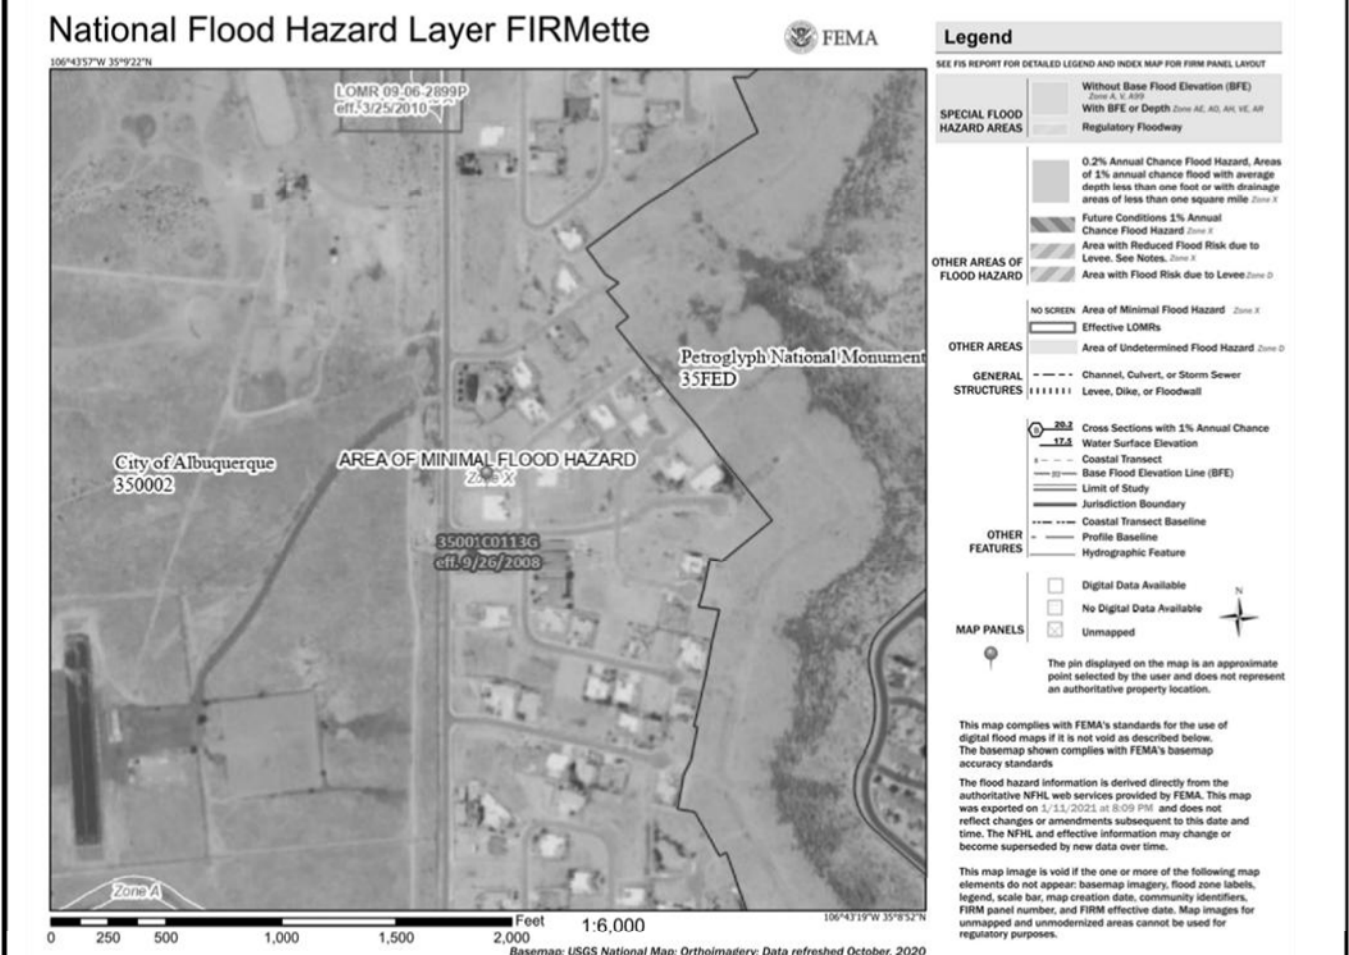 National Flood Hazard Layer FIRMette
FEMA
106°43'57"W 35°9'22"N
LOMR 09-06-2899P
eff. 3/25/2010
Petroglyph National Monument
35FED
City of Albuquerque
350002
AREA OF MINIMAL FLOOD HAZARD
Zone X
35001C0113G
eff. 9/26/2008
Zone A
106°43'19"W 35°8'52"N
Feet
1:6,000
0 250 500 1,000 1,500 2,000
Basemap: USGS National Map: Orthoimagery: Data refreshed October, 2020
Legend
SEE FIS REPORT FOR DETAILED LEGEND AND INDEX MAP FOR FIRM PANEL LAYOUT
SPECIAL FLOOD
HAZARD AREAS
Without Base Flood Elevation (BFE)
Zone A, V, A99
With BFE or Depth Zone AE, AO, AH, VE, AR
Regulatory Floodway
OTHER AREAS OF
FLOOD HAZARD
0.2% Annual Chance Flood Hazard, Areas
of 1% annual chance flood with average
depth less than one foot or with drainage
areas of less than one square mile Zone X
Future Conditions 1% Annual
Chance Flood Hazard Zone X
Area with Reduced Flood Risk due to
Levee. See Notes. Zone X
Area with Flood Risk due to Levee Zone D
OTHER AREAS
NO SCREEN Area of Minimal Flood Hazard Zone X
Effective LOMRs
Area of Undetermined Flood Hazard Zone D
GENERAL
STRUCTURES
Channel, Culvert, or Storm Sewer
Levee, Dike, or Floodwall
OTHER
FEATURES
20.2 Cross Sections with 1% Annual Chance
17.5 Water Surface Elevation
Coastal Transect
Base Flood Elevation Line (BFE)
Limit of Study
Jurisdiction Boundary
Coastal Transect Baseline
Profile Baseline
Hydrographic Feature
MAP PANELS
Digital Data Available
No Digital Data Available
Unmapped
N
The pin displayed on the map is an approximate
point selected by the user and does not represent
an authoritative property location.
This map complies with FEMA's standards for the use of
digital flood maps if it is not void as described below.
The basemap shown complies with FEMA's basemap
accuracy standards
The flood hazard information is derived directly from the
authoritative NFHL web services provided by FEMA. This map
was exported on 1/11/2021 at 8:09 PM and does not
reflect changes or amendments subsequent to this date and
time. The NFHL and effective information may change or
become superseded by new data over time.
This map image is void if the one or more of the following map
elements do not appear: basemap imagery, flood zone labels,
legend, scale bar, map creation date, community identifiers,
FIRM panel number, and FIRM effective date. Map images for
unmapped and unmodernized areas cannot be used for
regulatory purposes.